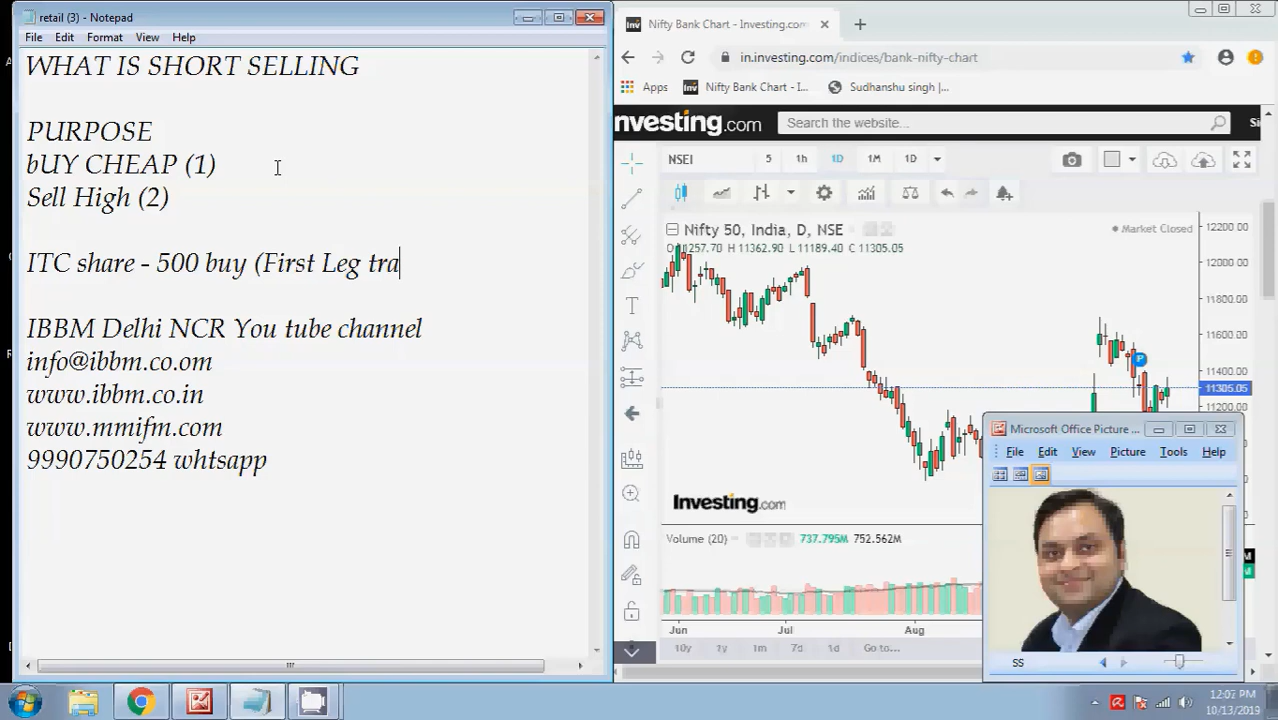 retail (3) - Notepad
File Edit Format View Help
WHAT IS SHORT SELLING
PURPOSE
bUY CHEAP (1)
Sell High (2)
ITC share - 500 buy (First Leg tra
IBBM Delhi NCR You tube channel
info@ibbm.co.om
www.ibbm.co.in
www.mmifm.com
9990750254 whtsapp
Nifty Bank Chart - Investing.com
in.investing.com/indices/bank-nifty-chart
Apps Nifty Bank Chart - I... Sudhanshu singh |...
Investing.com Search the website...
NSEI 5 1h 1D 1M 1D
Nifty 50, India, D, NSE
Market Closed
11257.70 H 11362.90 L 11189.40 C 11305.05
12200.00
12000.00
11800.00
11600.00
11400.00
11305.05
11200.00
P
Investing.com
Volume (20) 737.795M 752.562M
Jun Jul Aug
10y 1y 1m 7d 1d Go to...
Microsoft Office Picture ...
File Edit View Picture Tools Help
SS
12:02 PM
10/13/2019